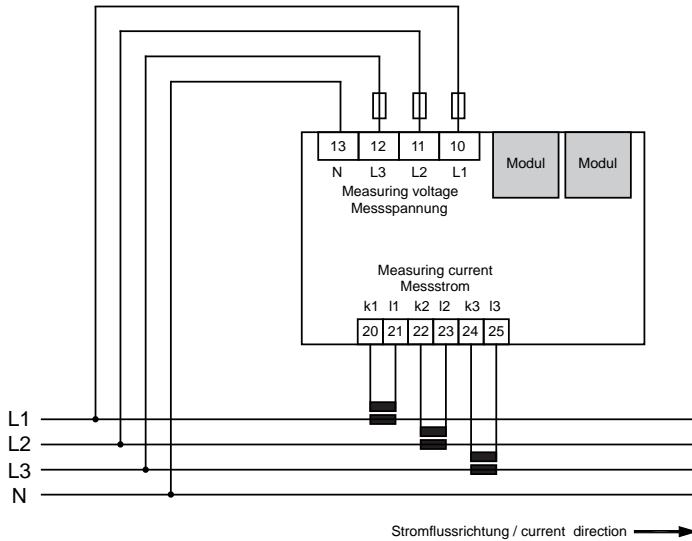 13 12 11 10
N L3 L2 L1
Modul Modul
Measuring voltage
Messspannung
Measuring current
Messstrom
k1 l1 k2 l2 k3 l3
20 21 22 23 24 25
L1
L2
L3
N
Stromflussrichtung / current direction